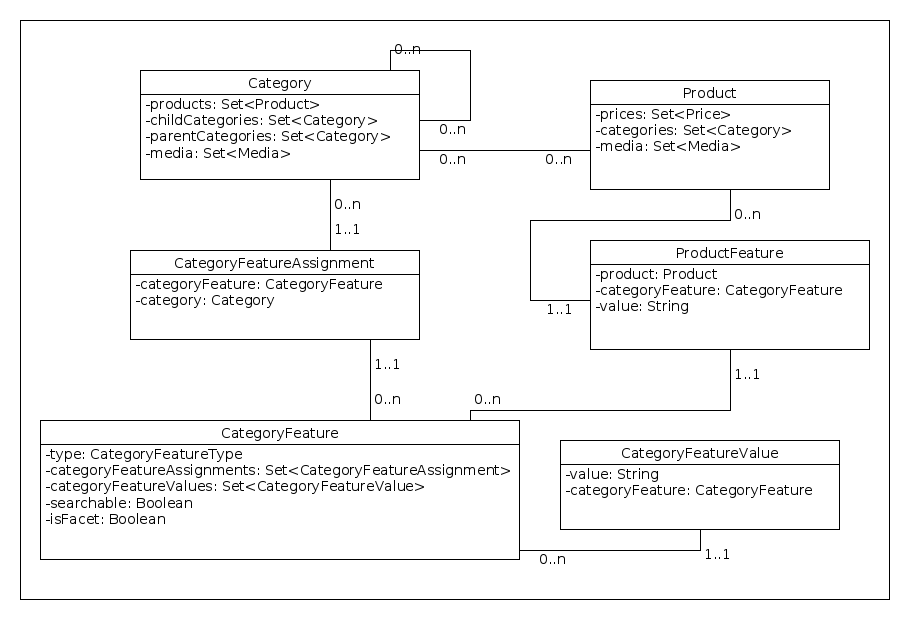 0..n
Category
-products: Set<Product>
-childCategories: Set<Category>
-parentCategories: Set<Category>
-media: Set<Media>
0..n
0..n
0..n
Product
-prices: Set<Price>
-categories: Set<Category>
-media: Set<Media>
0..n
1..1
0..n
1..1
CategoryFeatureAssignment
-categoryFeature: CategoryFeature
-category: Category
ProductFeature
-product: Product
-categoryFeature: CategoryFeature
-value: String
1..1
0..n
1..1
0..n
CategoryFeature
-type: CategoryFeatureType
-categoryFeatureAssignments: Set<CategoryFeatureAssignment>
-categoryFeatureValues: Set<CategoryFeatureValue>
-searchable: Boolean
-isFacet: Boolean
CategoryFeatureValue
-value: String
-categoryFeature: CategoryFeature
0..n
1..1